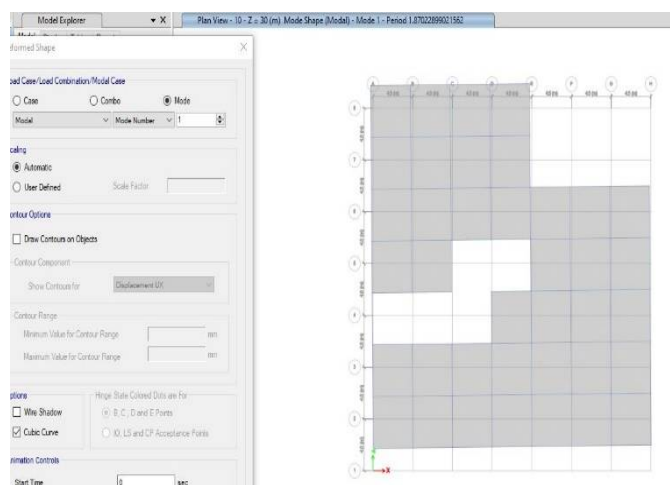 Model Explorer
Plan View - 10 - Z = 30 (m) Mode Shape (Modal) - Mode 1 - Period 1.87022899021562
eformed Shape
oad Case/Load Combination/Modal Case
Case
Combo
Mode
Model
Mode Number
1
caling
Automatic
User Defined
Scale Factor
ontour Options
Draw Contours on Objects
Contour Component
Show Contours for
Displacement UX
Contour Range
Minimum Value for Contour Range
mm
Maximum Value for Contour Range
mm
ptions
Wire Shadow
Cubic Curve
Hinge State Colored Dots are For
B, C, D and E Points
IO, LS and CP Acceptance Points
nimation Controls
Start Time
0
sec
X